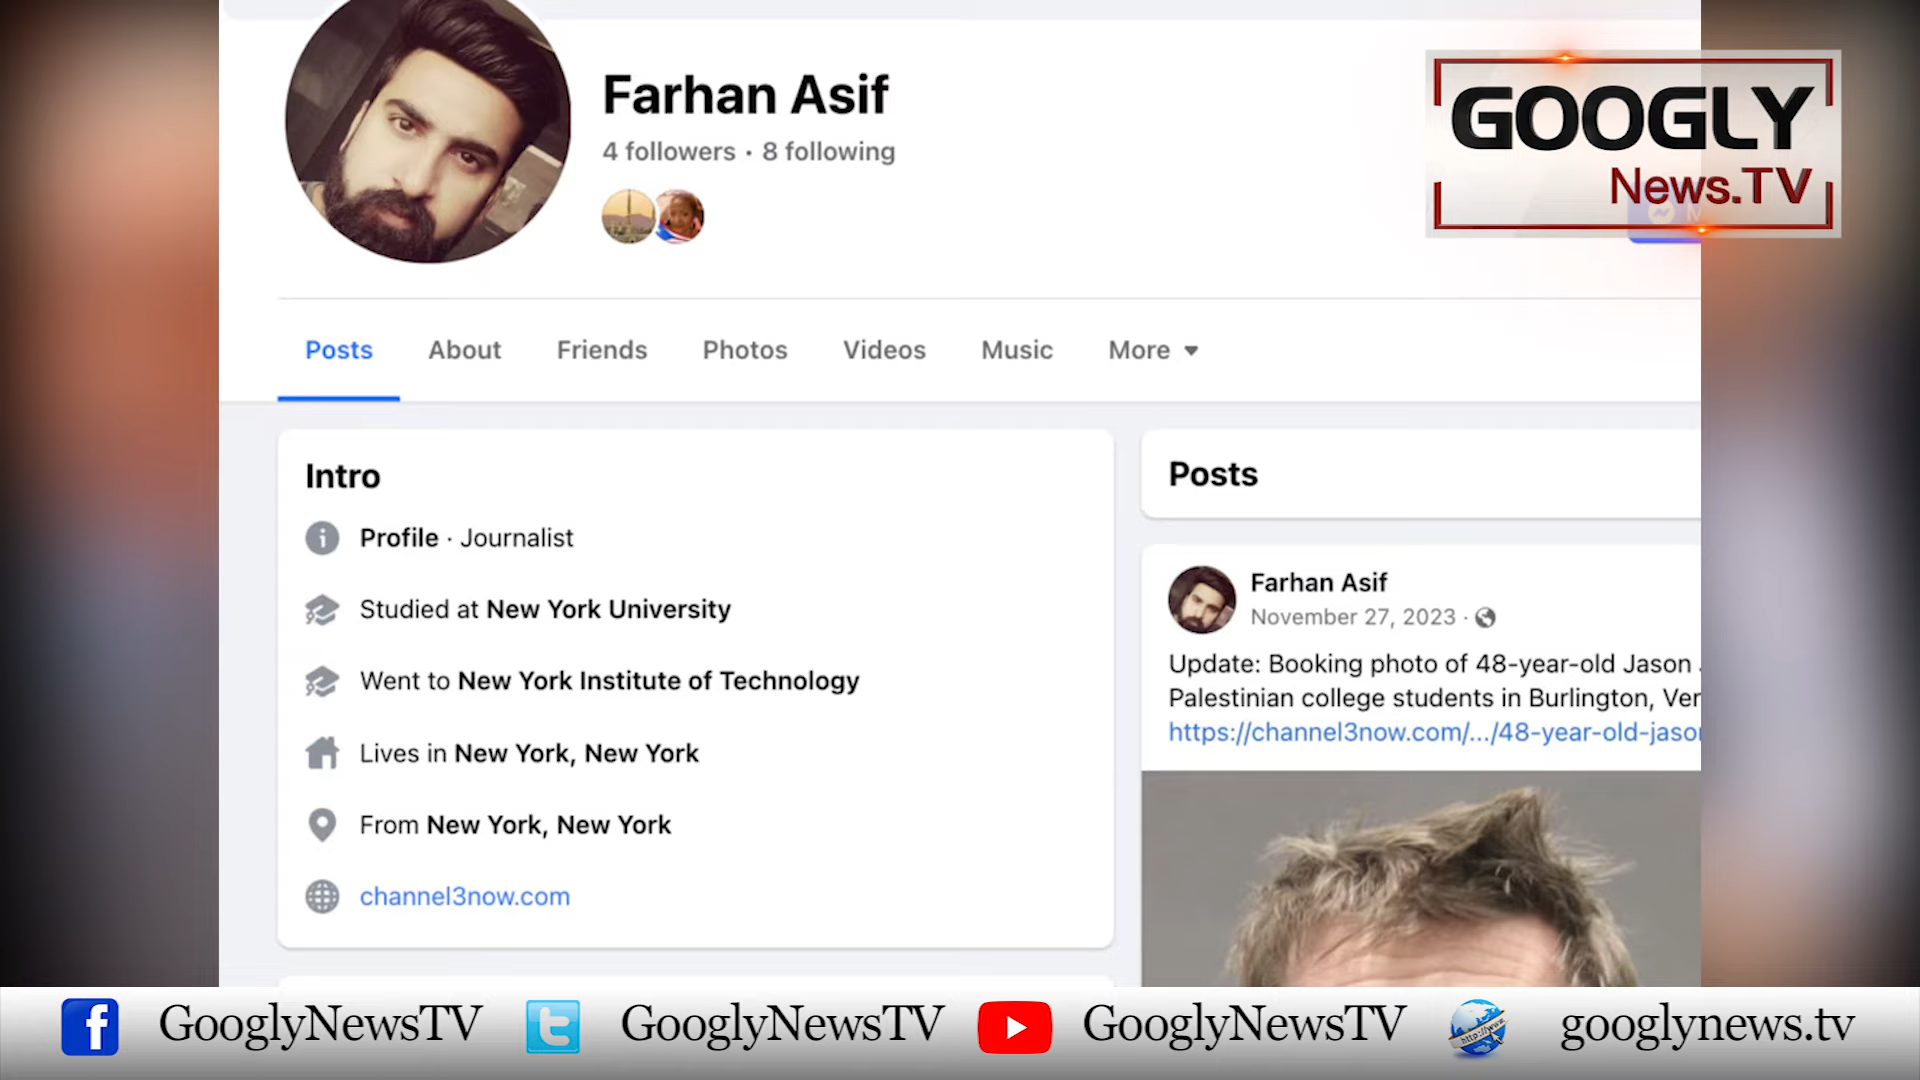 Farhan Asif
4 followers · 8 following
GOOGLY
News.TV
Posts About Friends Photos Videos Music More
Intro
Profile · Journalist
Studied at New York University
Went to New York Institute of Technology
Lives in New York, New York
From New York, New York
channel3now.com
Posts
Farhan Asif
November 27, 2023 ·
Update: Booking photo of 48-year-old Jason
Palestinian college students in Burlington,
https://channel3now.com/.../48-year-old-jason
GooglyNewsTV GooglyNewsTV GooglyNewsTV googlynews.tv